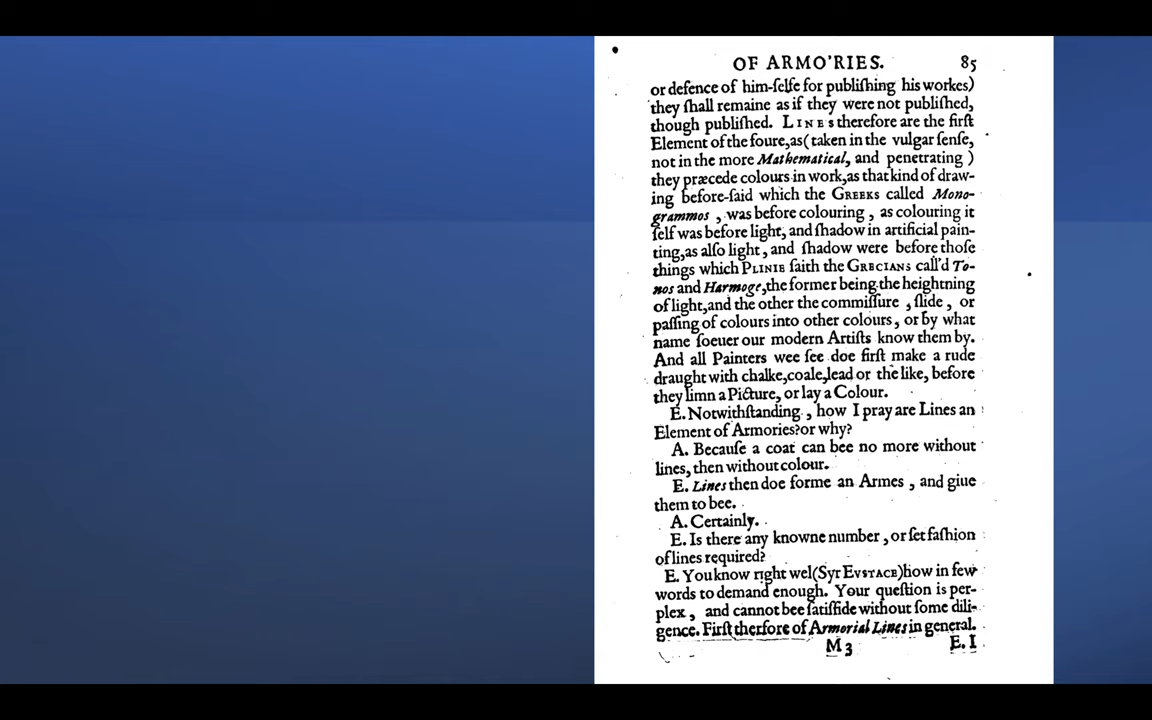 OF ARMO'RIES. 85
or defence of him-ſelfe for publiſhing his workes)
they ſhall remaine as if they were not publiſhed,
though publiſhed. LINES therefore are the firſt
Element of the foure,as( taken in the vulgar ſenſe,
not in the more Mathematical, and penetrating )
they præcede colours in work,as that kind of draw-
ing before-ſaid which the GREEKS called Mono-
grammos , was before colouring , as colouring it
ſelf was before light, and ſhadow in artificial pain-
ting,as alſo light , and ſhadow were before thoſe
things which PLINIE ſaith the GRECIANS call'd To-
nos and Harmoge,the former being the heightning
of light,and the other the commiſſure , ſlide , or
paſſing of colours into other colours , or by what
name ſoeuer our modern Artiſts know them by.
And all Painters wee ſee doe firſt make a rude
draught with chalke,coale,lead or the like, before
they limn a Picture, or lay a Colour.
E. Notwithſtanding , how I pray are Lines an
Element of Armories?or why?
A. Becauſe a coat can bee no more without
lines, then without colour.
E. Lines then doe forme an Armes , and giue
them to bee.
A. Certainly.
E. Is there any knowne number , or ſet faſhion
of lines required?
E. You know right wel(Syr EVSTACE)how in few
words to demand enough. Your queſtion is per-
plex , and cannot bee ſatiſfide without ſome dili-
gence. Firſt therfore of Armorial Lines in general.
M 3 E. I